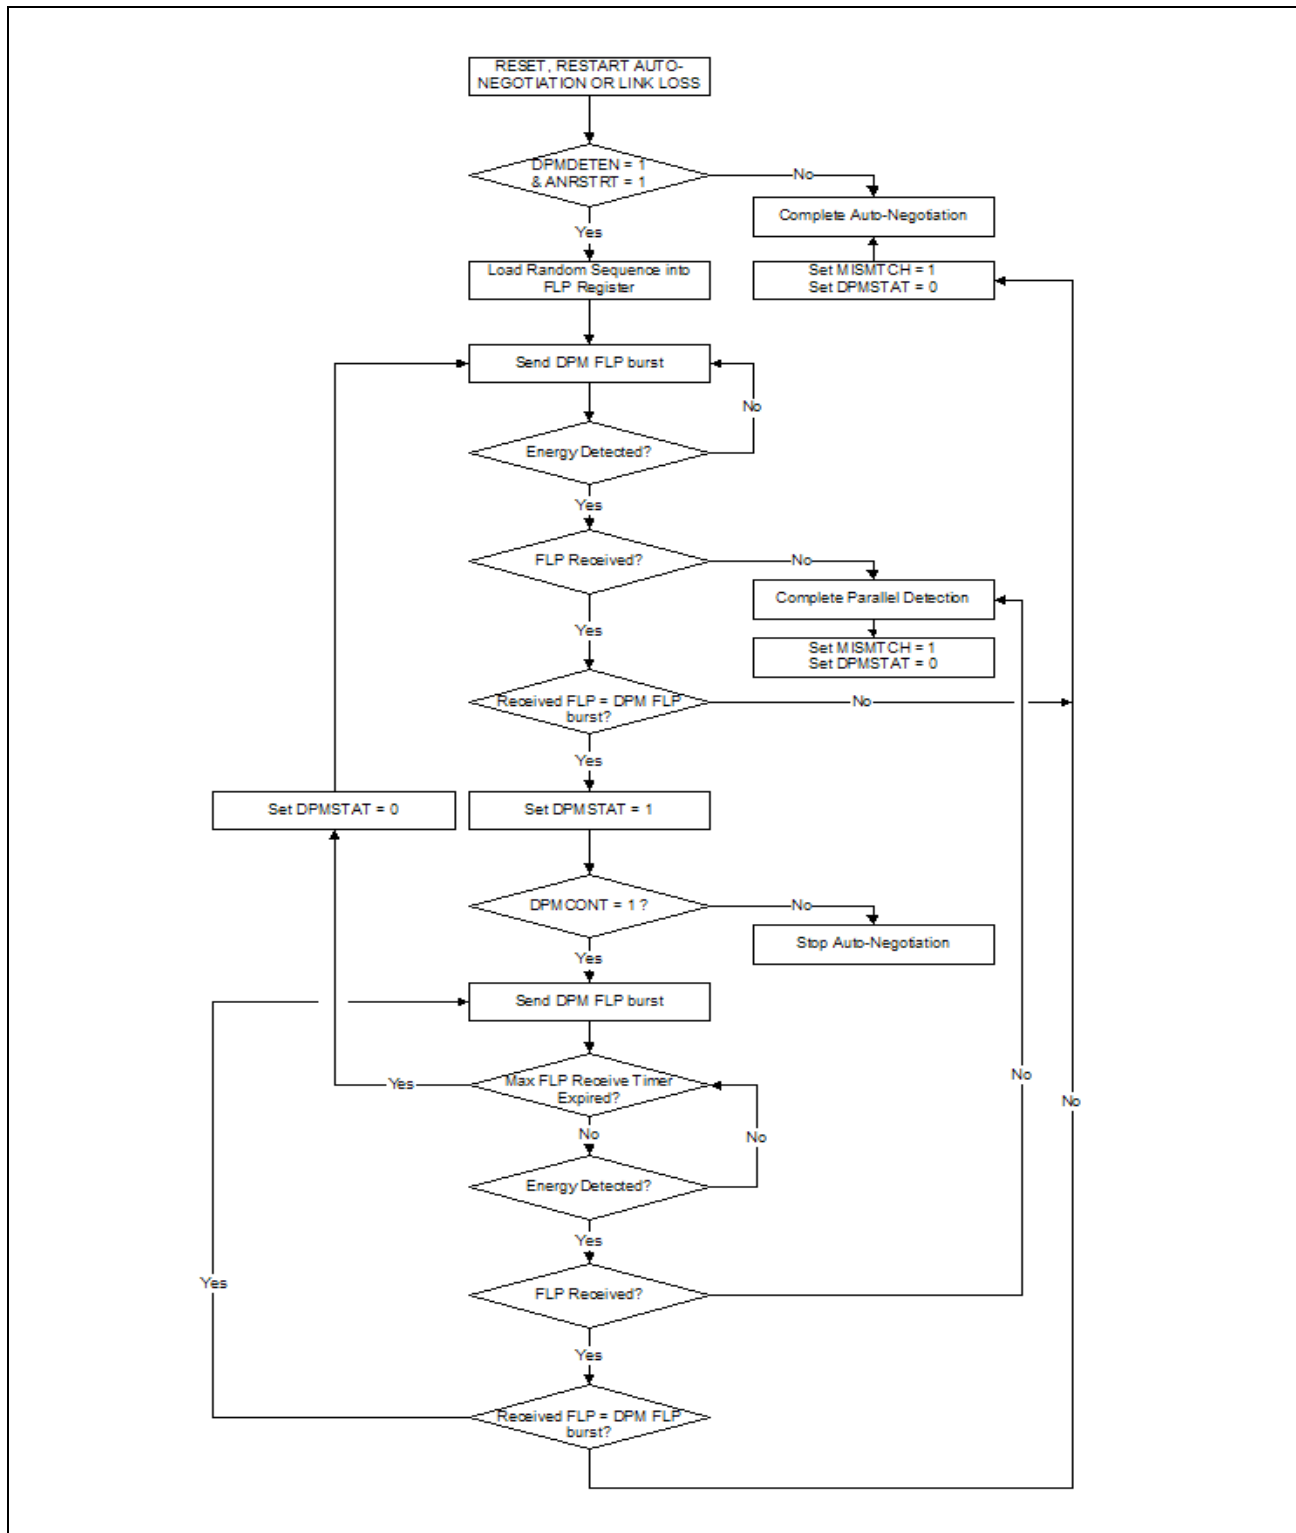 RESET, RESTART AUTO-
NEGOTIATION OR LINK LOSS
DPMDETEN = 1
& ANRSTRT = 1
No
Complete Auto-Negotiation
Yes
Load Random Sequence into
FLP Register
Set MISMTCH = 1
Set DPMSTAT = 0
Send DPM FLP burst
No
Energy Detected?
Yes
FLP Received?
No
Complete Parallel Detection
Yes
Set MISMTCH = 1
Set DPMSTAT = 0
Received FLP = DPM FLP
burst?
No
Yes
Set DPMSTAT = 0
Set DPMSTAT = 1
DPMCONT = 1 ?
No
Stop Auto-Negotiation
Yes
Send DPM FLP burst
Max FLP Receive Timer
Expired?
Yes
No
No
No
No
Energy Detected?
Yes
Yes
FLP Received?
Yes
Received FLP = DPM FLP
burst?